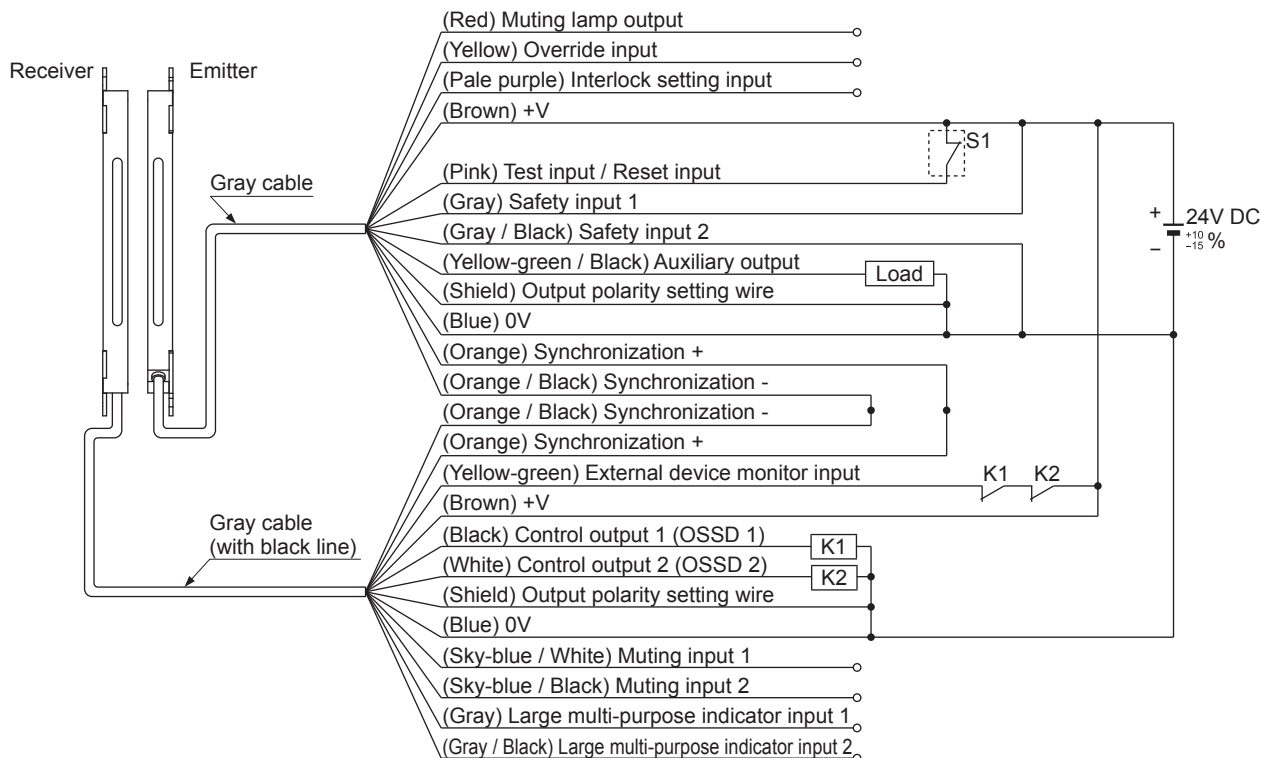 (Red) Muting lamp output
(Yellow) Override input
Receiver
Emitter
(Pale purple) Interlock setting input
(Brown) +V
S1
Gray cable
(Pink) Test input / Reset input
(Gray) Safety input 1
(Gray / Black) Safety input 2
+
24V DC
+10
−15 %
−
(Yellow-green / Black) Auxiliary output
Load
(Shield) Output polarity setting wire
(Blue) 0V
(Orange) Synchronization +
(Orange / Black) Synchronization -
(Orange / Black) Synchronization -
(Orange) Synchronization +
(Yellow-green) External device monitor input
K1
K2
(Brown) +V
Gray cable
(with black line)
(Black) Control output 1 (OSSD 1)
K1
(White) Control output 2 (OSSD 2)
K2
(Shield) Output polarity setting wire
(Blue) 0V
(Sky-blue / White) Muting input 1
(Sky-blue / Black) Muting input 2
(Gray) Large multi-purpose indicator input 1
(Gray / Black) Large multi-purpose indicator input 2